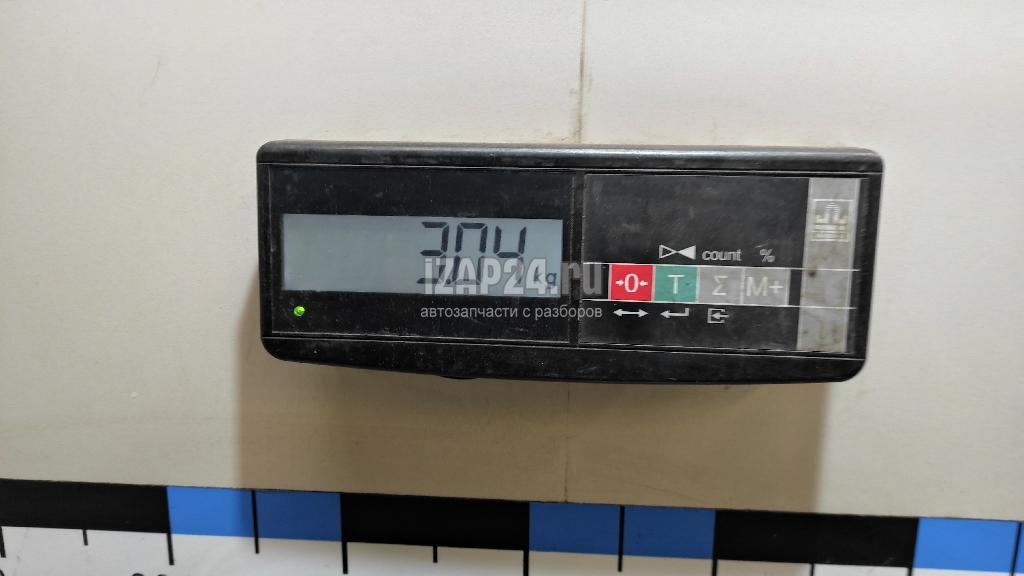 3.04 kg
iZAP24.ru
автозапчасти с разборов
count %
→0← T Σ M+